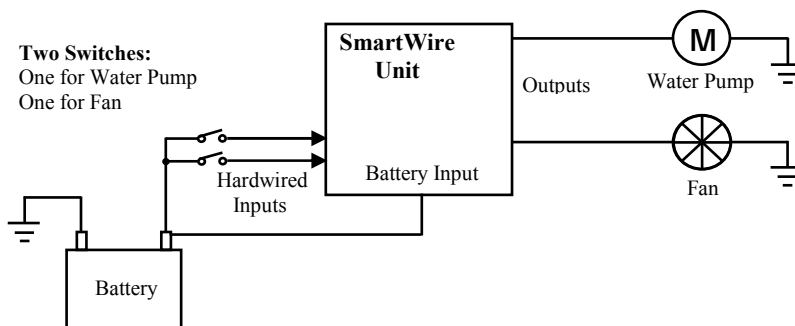 Two Switches:
One for Water Pump
One for Fan
SmartWire
Unit
M
Water Pump
Outputs
Hardwired
Inputs
Battery Input
Fan
Battery